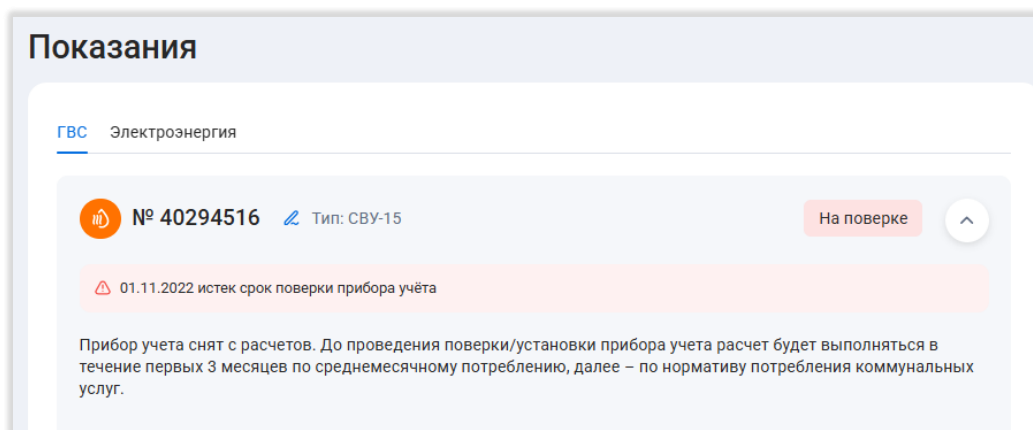 Показания
ГВС Электроэнергия
№ 40294516 Тип: СВУ-15 На поверке
01.11.2022 истек срок поверки прибора учёта
Прибор учета снят с расчетов. До проведения поверки/установки прибора учета расчет будет выполняться в
течение первых 3 месяцев по среднемесячному потреблению, далее – по нормативу потребления коммунальных
услуг.